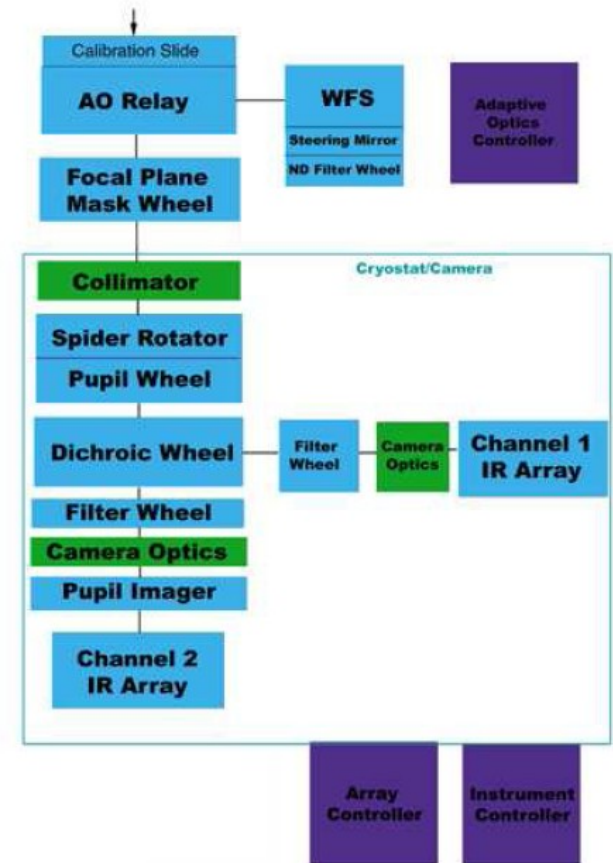 Calibration Slide
AO Relay
WFS
Steering Mirror
ND Filter Wheel
Adaptive
Optics
Controller
Focal Plane
Mask Wheel
Cryostat/Camera
Collimator
Spider Rotator
Pupil Wheel
Dichroic Wheel
Filter
Wheel
Camera
Optics
Channel 1
IR Array
Filter Wheel
Camera Optics
Pupil Imager
Channel 2
IR Array
Array
Controller
Instrument
Controller